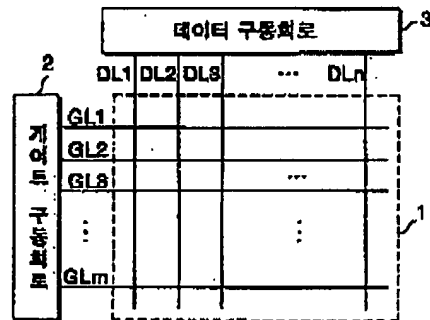 데이터 구동회로
3
DL1 DL2 DL3 ... DLn
2
게이트 구동회로
GL1
GL2
GL3
...
1
GLm